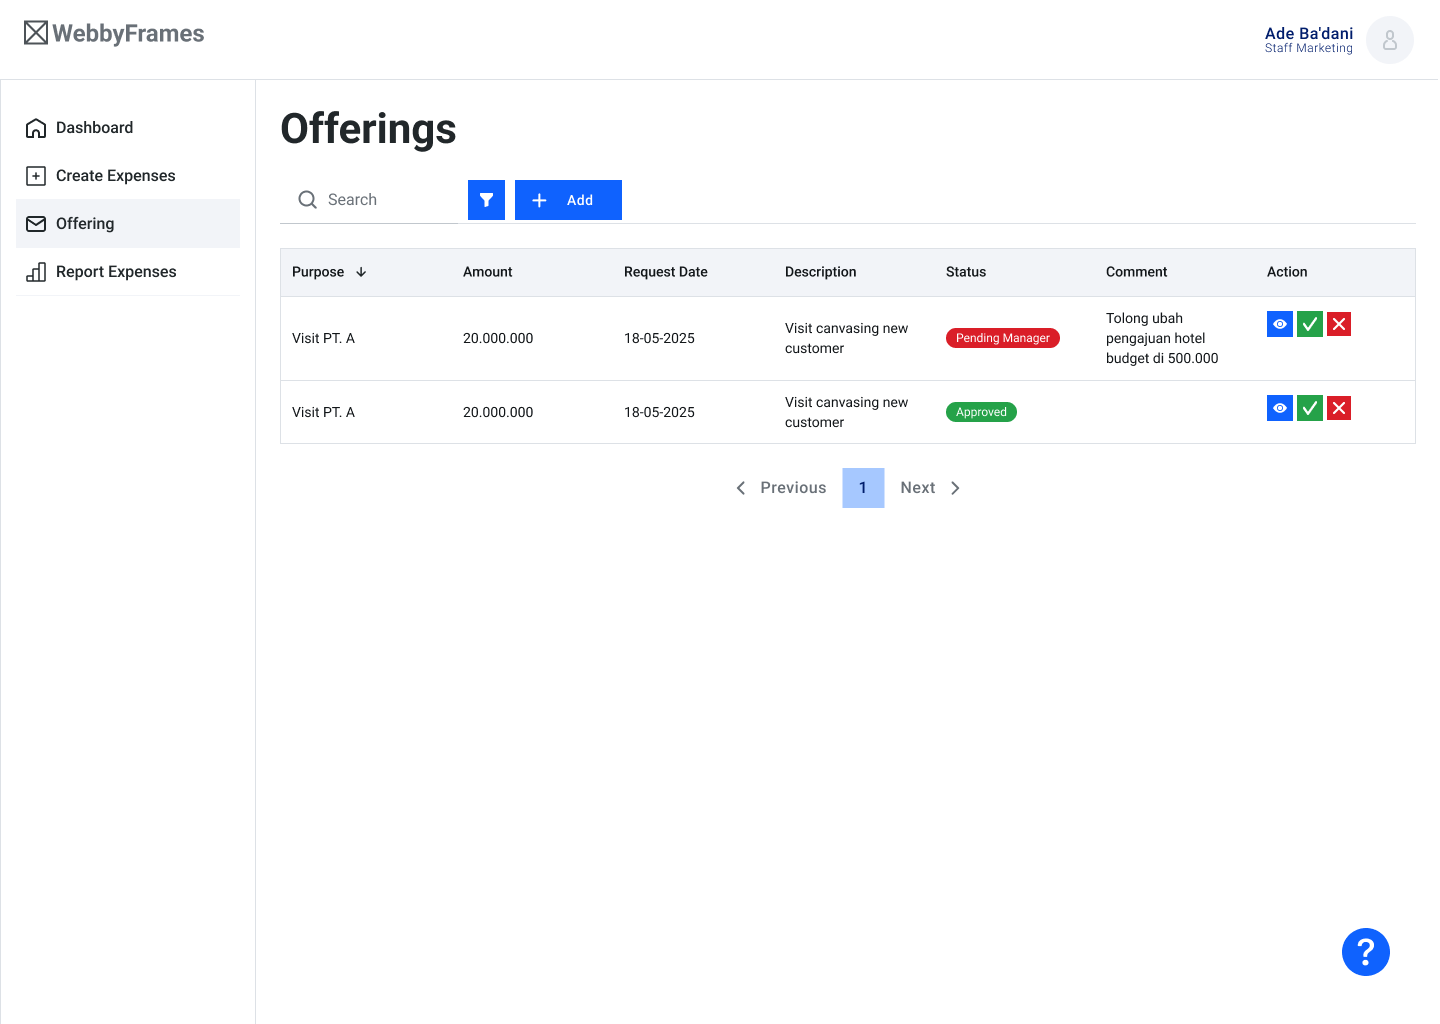 WebbyFrames
Ade Ba'dani
Staff Marketing
Dashboard
Create Expenses
Offering
Report Expenses
Offerings
Search
Add
Purpose Amount Request Date Description Status Comment Action
Visit PT. A 20.000.000 18-05-2025 Visit canvasing new
customer Pending Manager Tolong ubah
pengajuan hotel
budget di 500.000
Visit PT. A 20.000.000 18-05-2025 Visit canvasing new
customer Approved
Previous 1 Next
?